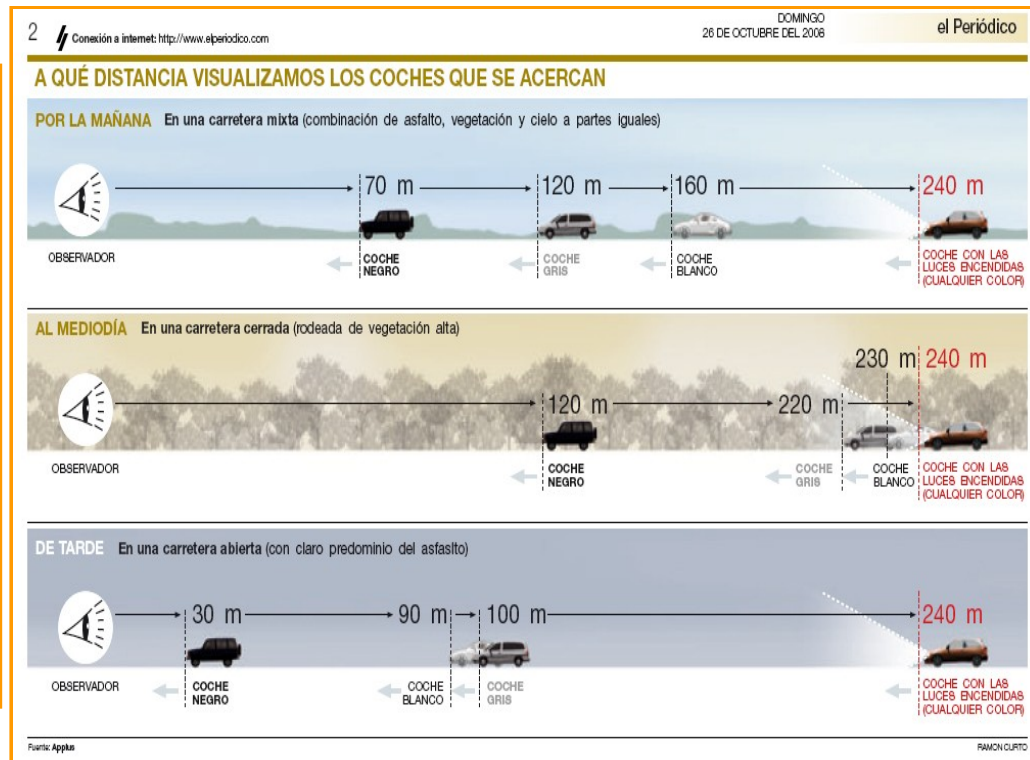 2
Conexión a internet: http://www.elperiodico.com
DOMINGO
26 DE OCTUBRE DEL 2008
el Periódico
A QUÉ DISTANCIA VISUALIZAMOS LOS COCHES QUE SE ACERCAN
POR LA MAÑANA En una carretera mixta (combinación de asfalto, vegetación y cielo a partes iguales)
70 m
120 m
160 m
240 m
OBSERVADOR
COCHE
NEGRO
COCHE
GRIS
COCHE
BLANCO
COCHE CON LAS
LUCES ENCENDIDAS
(CUALQUIER COLOR)
AL MEDIODÍA En una carretera cerrada (rodeada de vegetación alta)
230 m
240 m
120 m
220 m
OBSERVADOR
COCHE
NEGRO
COCHE
GRIS
COCHE
BLANCO
COCHE CON LAS
LUCES ENCENDIDAS
(CUALQUIER COLOR)
DE TARDE En una carretera abierta (con claro predominio del asfaslto)
30 m
90 m
100 m
240 m
OBSERVADOR
COCHE
NEGRO
COCHE
BLANCO
COCHE
GRIS
COCHE CON LAS
LUCES ENCENDIDAS
(CUALQUIER COLOR)
Fuente: Applus
RAMON CURTO